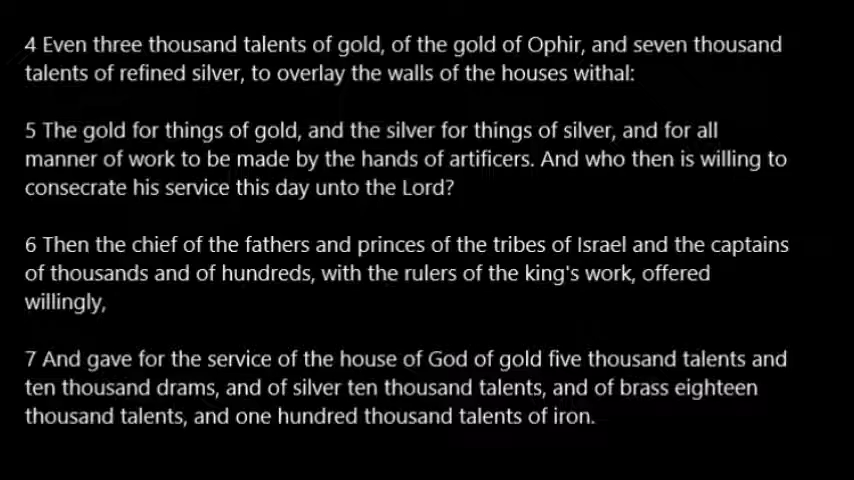 4 Even three thousand talents of gold, of the gold of Ophir, and seven thousand
talents of refined silver, to overlay the walls of the houses withal:
5 The gold for things of gold, and the silver for things of silver, and for all
manner of work to be made by the hands of artificers. And who then is willing to
consecrate his service this day unto the Lord?
6 Then the chief of the fathers and princes of the tribes of Israel and the captains
of thousands and of hundreds, with the rulers of the king's work, offered
willingly,
7 And gave for the service of the house of God of gold five thousand talents and
ten thousand drams, and of silver ten thousand talents, and of brass eighteen
thousand talents, and one hundred thousand talents of iron.